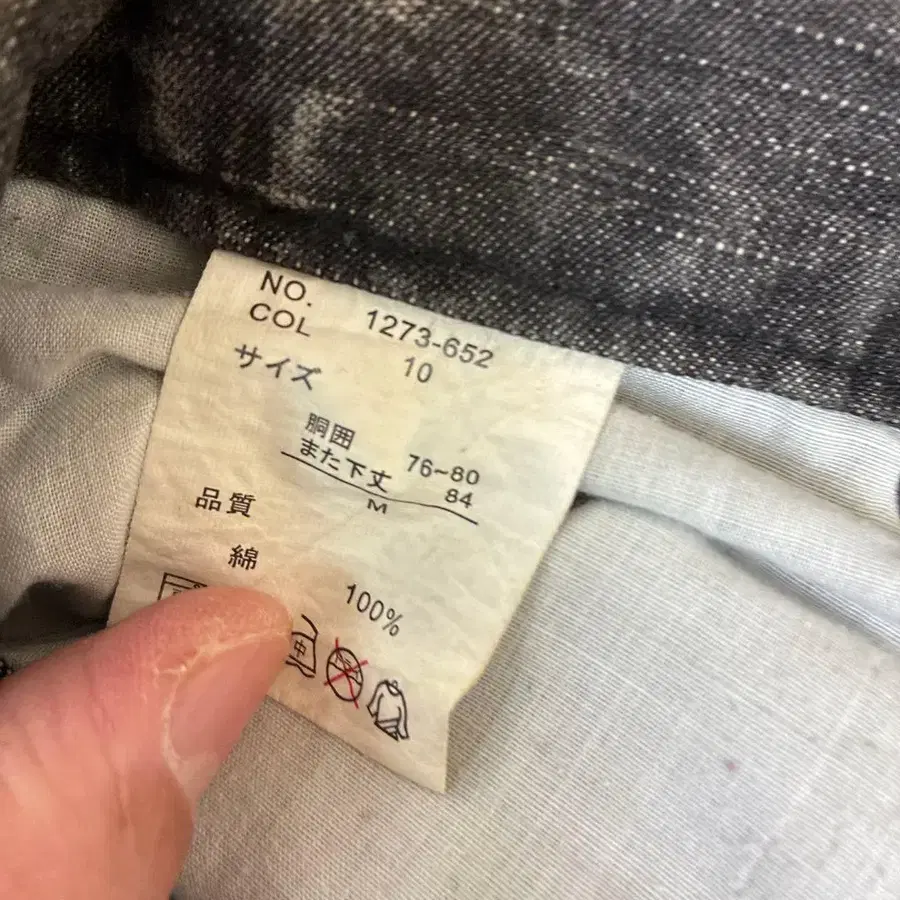 NO. 1273-652
COL 10
サイズ
胴囲 76~80
また下丈 84
M
品質
綿 100%
中